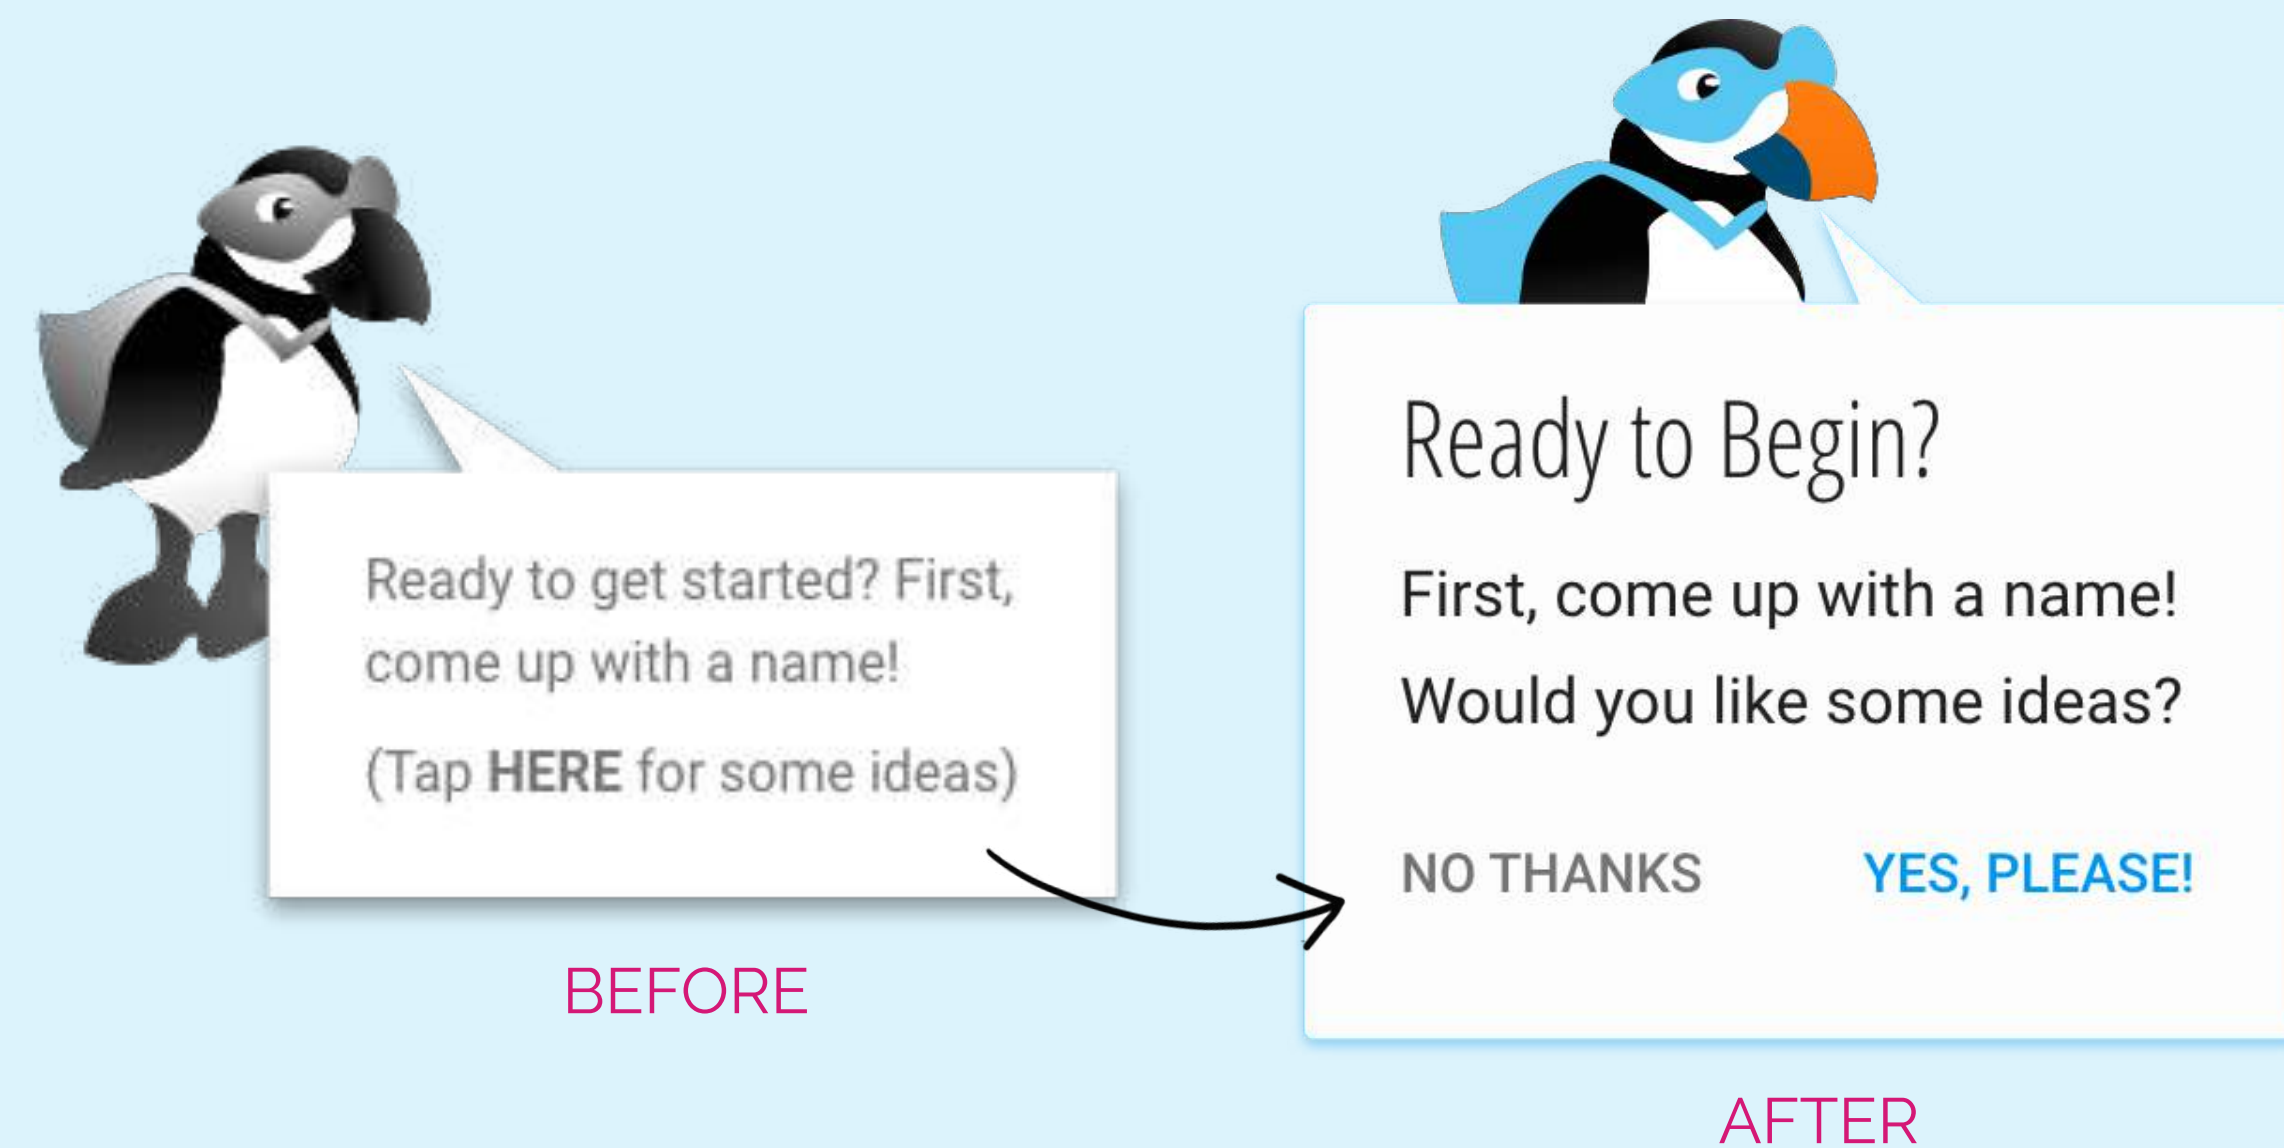 Ready to get started? First,
come up with a name!
(Tap HERE for some ideas)
BEFORE
Ready to Begin?
First, come up with a name!
Would you like some ideas?
NO THANKS
YES, PLEASE!
AFTER